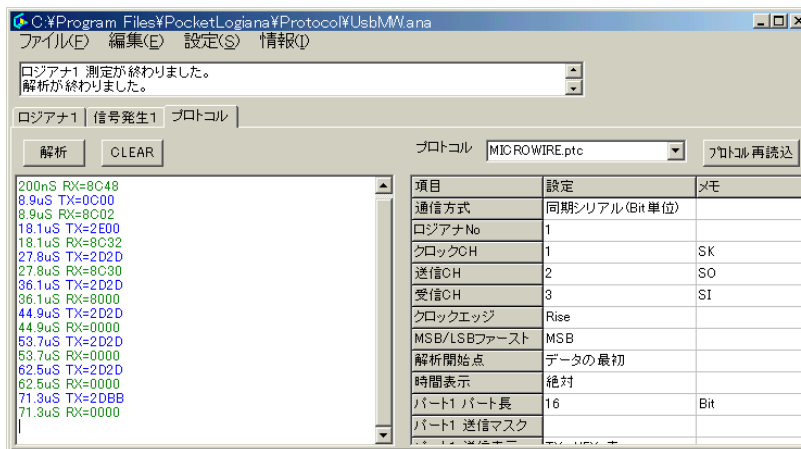 C:¥Program Files¥PocketLogiana¥Protocol¥UsbMW.ana
ファイル(F) 編集(E) 設定(S) 情報(I)
ロジアナ1 測定が終わりました。
解析が終わりました。
ロジアナ1 信号発生1 プロトコル
解析 CLEAR プロトコル MICROWIRE.ptc プロトコル再読込
200nS RX=8C48
8.9uS TX=0C00
8.9uS RX=8C02
18.1uS TX=2E00
18.1uS RX=8C32
27.8uS TX=2D2D
27.8uS RX=8C30
36.1uS TX=2D2D
36.1uS RX=8000
44.9uS TX=2D2D
44.9uS RX=0000
53.7uS TX=2D2D
53.7uS RX=0000
62.5uS TX=2D2D
62.5uS RX=0000
71.3uS TX=2DBB
71.3uS RX=0000
項目 設定 メモ
通信方式 同期シリアル(Bit単位)
ロジアナNo 1
クロックCH 1 SK
送信CH 2 SO
受信CH 3 SI
クロックエッジ Rise
MSB/LSBファースト MSB
解析開始点 データの最初
時間表示 絶対
パート1 パート長 16 Bit
パート1 送信マスク